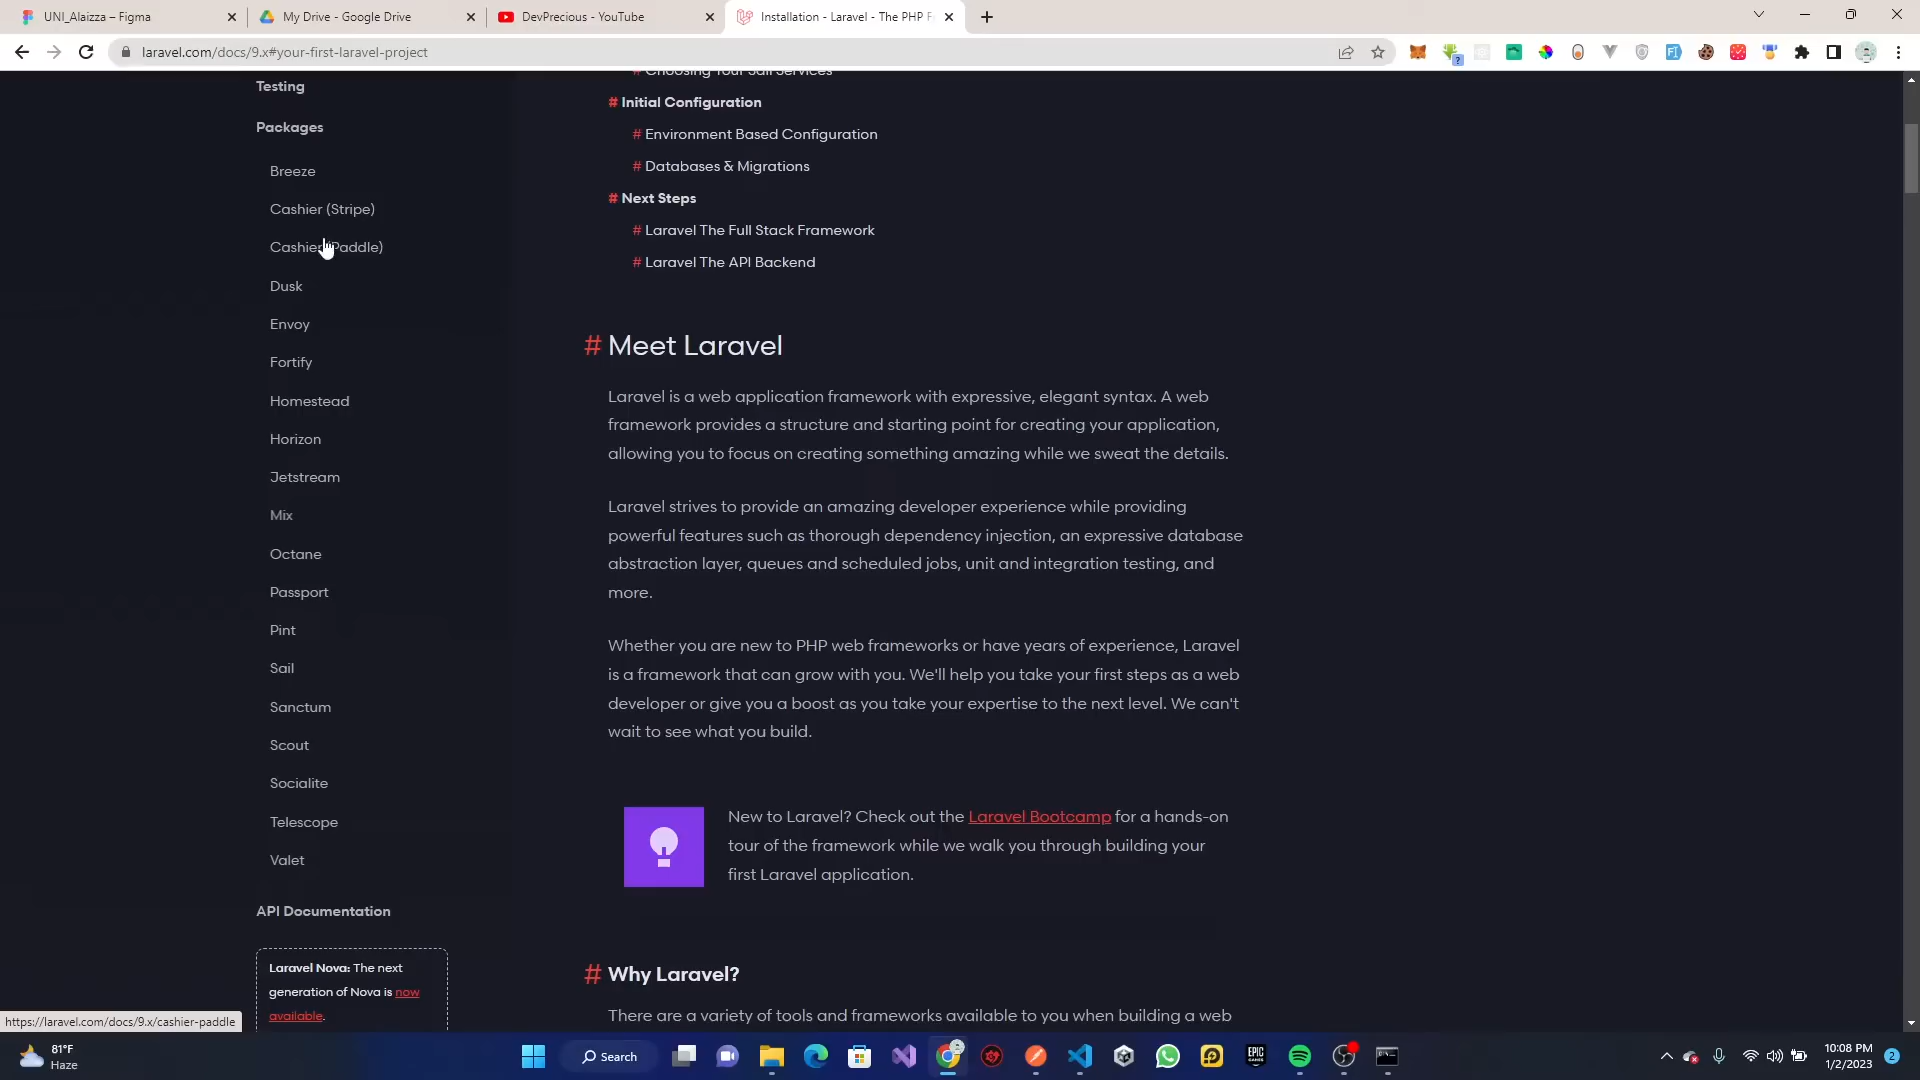 UNI_Alaizza – Figma
My Drive - Google Drive
DevPrecious - YouTube
Installation - Laravel - The PHP F
laravel.com/docs/9.x#your-first-laravel-project
Testing
Packages
Breeze
Cashier (Stripe)
Cashier (Paddle)
Dusk
Envoy
Fortify
Homestead
Horizon
Jetstream
Mix
Octane
Passport
Pint
Sail
Sanctum
Scout
Socialite
Telescope
Valet
API Documentation
Laravel Nova: The next
generation of Nova is now
available.
https://laravel.com/docs/9.x/cashier-paddle
# Choosing Your Sail Services
# Initial Configuration
# Environment Based Configuration
# Databases & Migrations
# Next Steps
# Laravel The Full Stack Framework
# Laravel The API Backend
# Meet Laravel
Laravel is a web application framework with expressive, elegant syntax. A web
framework provides a structure and starting point for creating your application,
allowing you to focus on creating something amazing while we sweat the details.
Laravel strives to provide an amazing developer experience while providing
powerful features such as thorough dependency injection, an expressive database
abstraction layer, queues and scheduled jobs, unit and integration testing, and
more.
Whether you are new to PHP web frameworks or have years of experience, Laravel
is a framework that can grow with you. We'll help you take your first steps as a web
developer or give you a boost as you take your expertise to the next level. We can't
wait to see what you build.
New to Laravel? Check out the Laravel Bootcamp for a hands-on
tour of the framework while we walk you through building your
first Laravel application.
# Why Laravel?
There are a variety of tools and frameworks available to you when building a web
81°F
Haze
Search
EPIC
GAMES
10:08 PM
1/2/2023
2